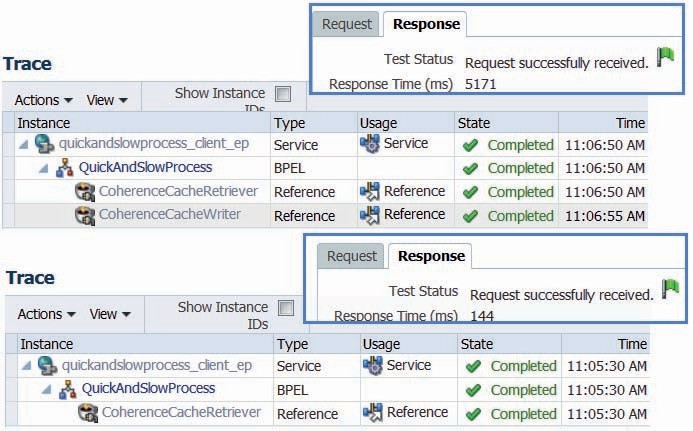 Request Response
Test Status Request successfully received.
Response Time (ms) 5171
Trace
Actions View Show Instance IDs
Instance Type Usage State Time
quickandslowprocess_client_ep Service Service Completed 11:06:50 AM
QuickAndSlowProcess BPEL Completed 11:06:50 AM
CoherenceCacheRetriever Reference Reference Completed 11:06:50 AM
CoherenceCacheWriter Reference Reference Completed 11:06:55 AM
Request Response
Test Status Request successfully received.
Response Time (ms) 144
Trace
Actions View Show Instance IDs
Instance Type Usage State Time
quickandslowprocess_client_ep Service Service Completed 11:05:30 AM
QuickAndSlowProcess BPEL Completed 11:05:30 AM
CoherenceCacheRetriever Reference Reference Completed 11:05:30 AM